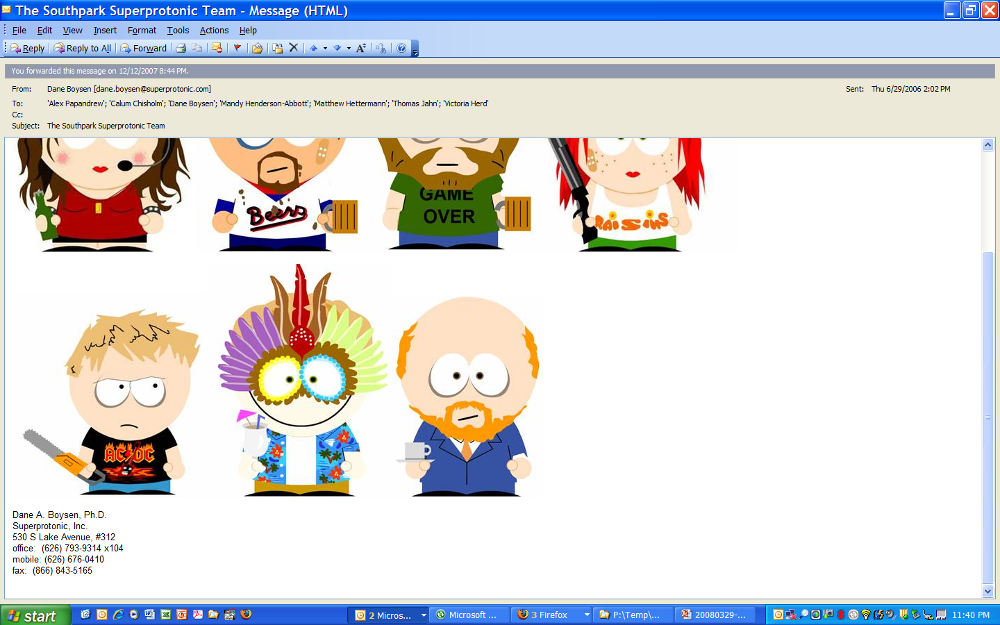 The Southpark Superprotonic Team - Message (HTML)
File Edit View Insert Format Tools Actions Help
Reply Reply to All Forward
You forwarded this message on 12/12/2007 8:44 PM.
From: Dane Boysen [dane.boysen@superprotonic.com] Sent: Thu 6/29/2006 2:02 PM
To: 'Alex Papandrew'; 'Calum Chisholm'; 'Dane Boysen'; 'Mandy Henderson-Abbott'; 'Matthew Hettermann'; 'Thomas Jahn'; 'Victoria Herd'
Cc:
Subject: The Southpark Superprotonic Team
Beers
GAME
OVER
RAISINS
AC DC
Dane A. Boysen, Ph.D.
Superprotonic, Inc.
530 S Lake Avenue, #312
office: (626) 793-9314 x104
mobile: (626) 676-0410
fax: (866) 843-5165
start 2 Micros... Microsoft ... 3 Firefox P:\Temp\... 20080329-... 11:40 PM